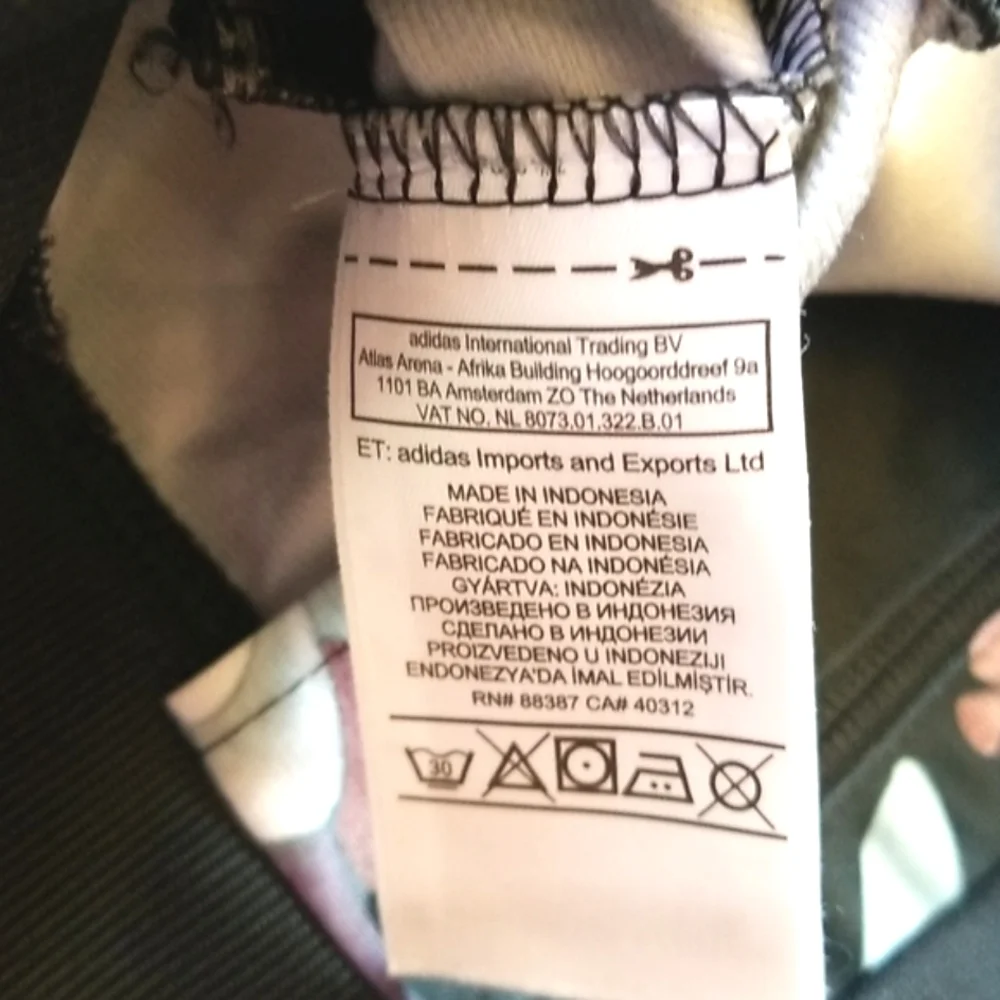 adidas International Trading BV
Atlas Arena - Afrika Building Hoogoorddreef 9a
1101 BA Amsterdam ZO The Netherlands
VAT NO. NL 8073.01.322.B.01
ET: adidas Imports and Exports Ltd
MADE IN INDONESIA
FABRIQUÉ EN INDONÉSIE
FABRICADO EN INDONESIA
FABRICADO NA INDONÉSIA
GYÁRTVA: INDONÉZIA
ПРОИЗВЕДЕНО В ИНДОНЕЗИЯ
СДЕЛАНО В ИНДОНЕЗИИ
PROIZVEDENO U INDONEZIJI
ENDONEZYA'DA İMAL EDİLMİŞTİR.
RN# 88387 CA# 40312
30